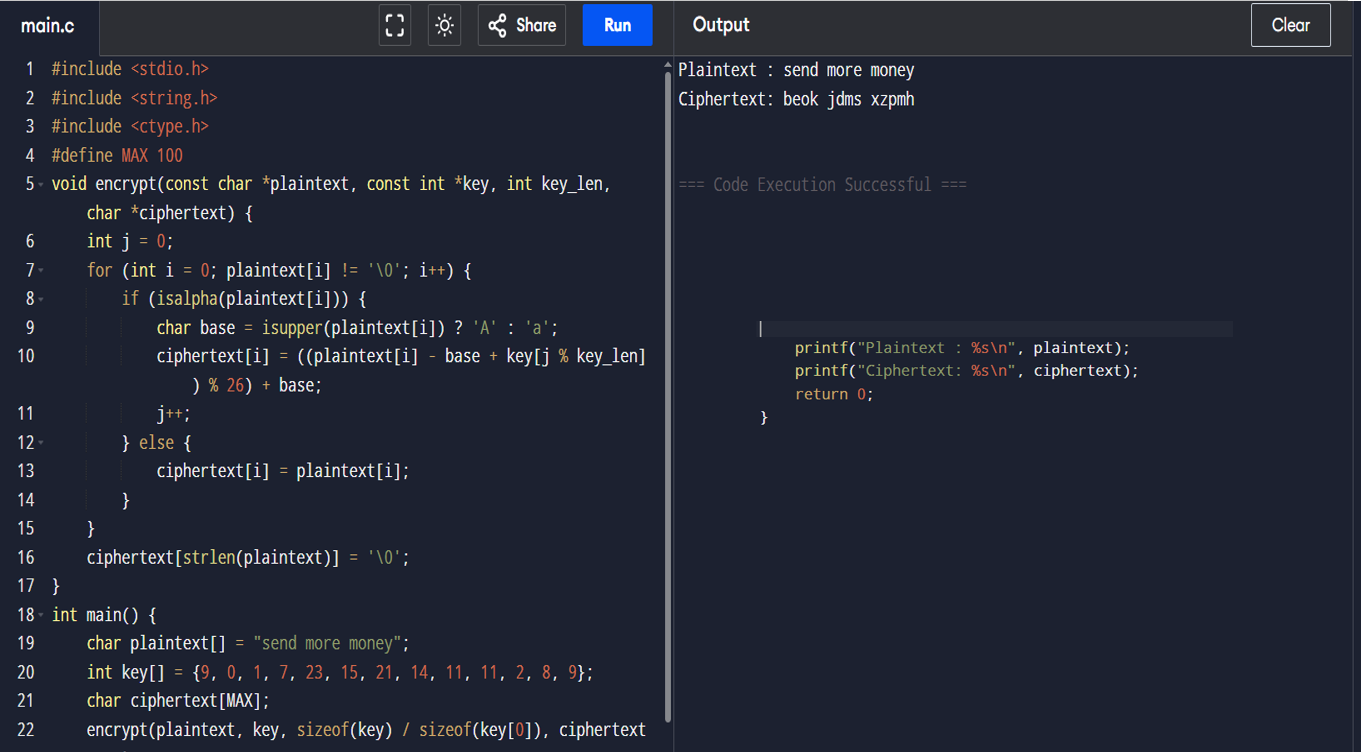 main.c
Share
Run
Output
Clear
1 #include <stdio.h>
2 #include <string.h>
3 #include <ctype.h>
4 #define MAX 100
5 void encrypt(const char *plaintext, const int *key, int key_len,
char *ciphertext) {
6 int j = 0;
7 for (int i = 0; plaintext[i] != '\0'; i++) {
8 if (isalpha(plaintext[i])) {
9 char base = isupper(plaintext[i]) ? 'A' : 'a';
10 ciphertext[i] = ((plaintext[i] - base + key[j % key_len]
) % 26) + base;
11 j++;
12 } else {
13 ciphertext[i] = plaintext[i];
14 }
15 }
16 ciphertext[strlen(plaintext)] = '\0';
17 }
18 int main() {
19 char plaintext[] = "send more money";
20 int key[] = {9, 0, 1, 7, 23, 15, 21, 14, 11, 11, 2, 8, 9};
21 char ciphertext[MAX];
22 encrypt(plaintext, key, sizeof(key) / sizeof(key[0]), ciphertext
Plaintext : send more money
Ciphertext: beok jdms xzpmh
=== Code Execution Successful ===
printf("Plaintext : %s\n", plaintext);
printf("Ciphertext: %s\n", ciphertext);
return 0;
}